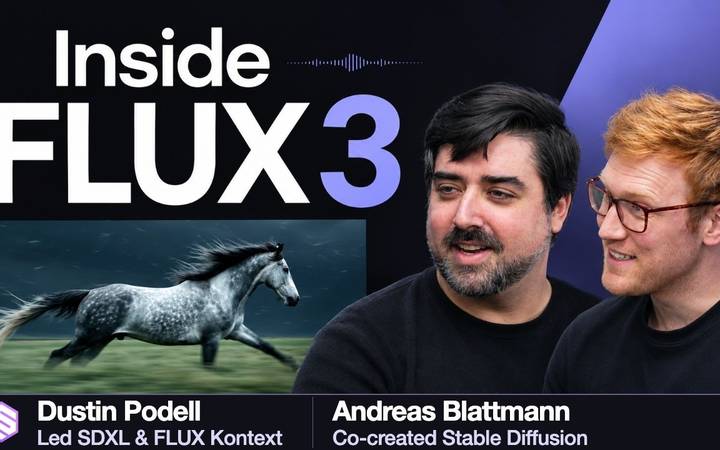 Inside
FLUX 3
Dustin Podell
Led SDXL & FLUX Kontext
Andreas Blattmann
Co-created Stable Diffusion